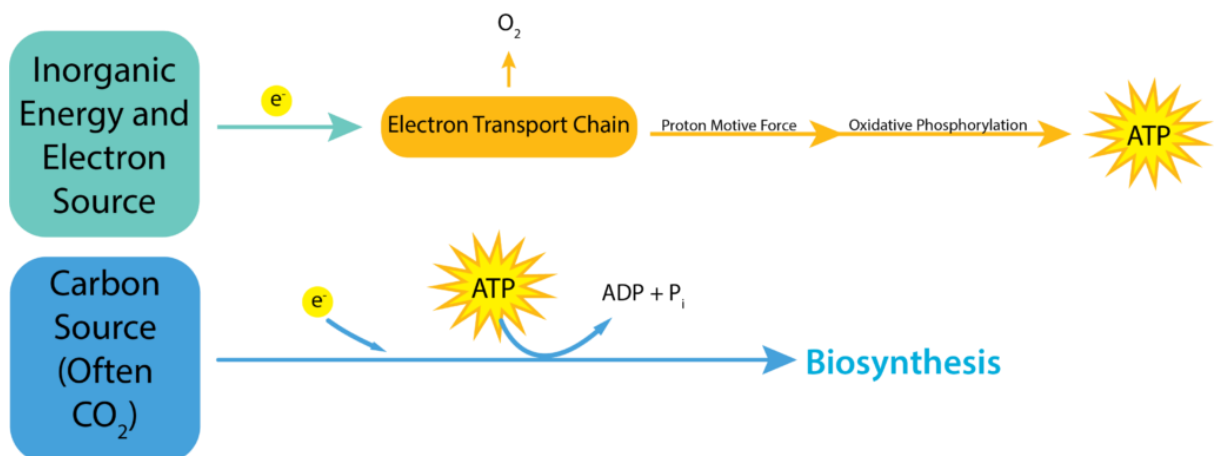 O₂
Inorganic
Energy and
Electron
Source
e⁻
Electron Transport Chain
Proton Motive Force
Oxidative Phosphorylation
ATP
Carbon
Source
(Often
CO₂)
e⁻
ATP
ADP + Pᵢ
Biosynthesis